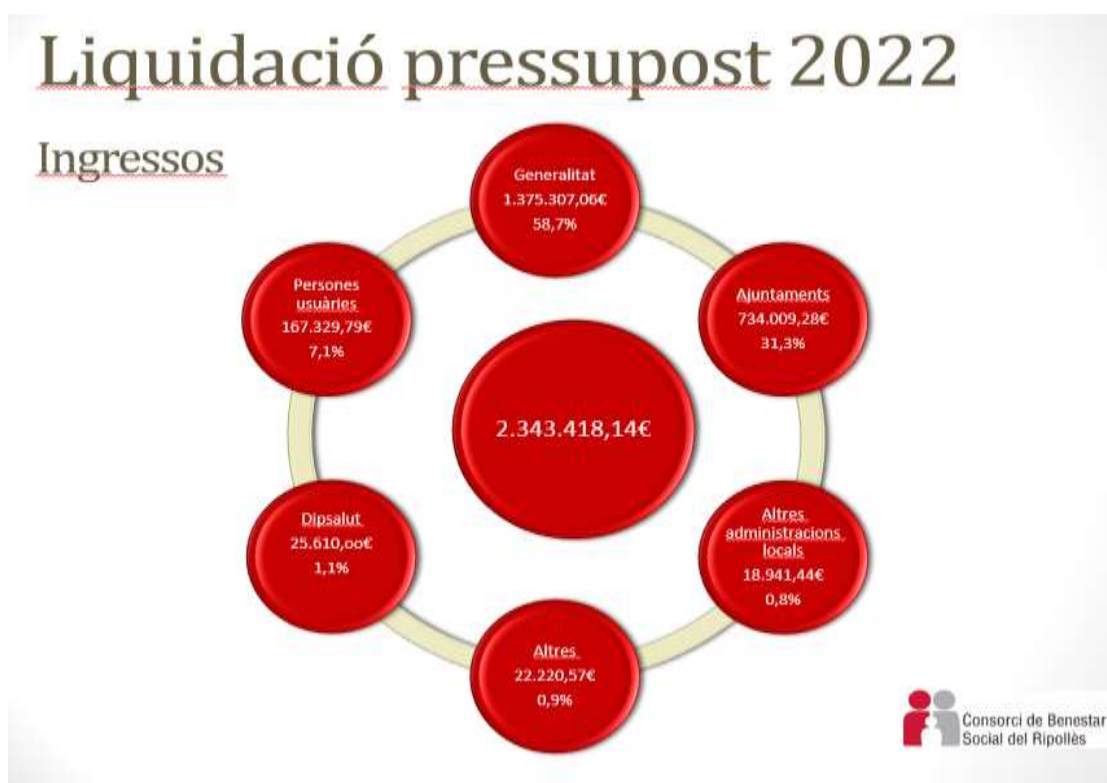 Liquidació pressupost 2022
Ingressos
Generalitat
1.375.307,06€
58,7%
Ajuntaments
734.009,28€
31,3%
Altres
administracions
locals
18.941,44€
0,8%
Altres
22.220,57€
0,9%
Dipsalut
25.610,oo€
1,1%
Persones
usuàries
167.329,79€
7,1%
2.343.418,14€
Consorci de Benestar
Social del Ripollès